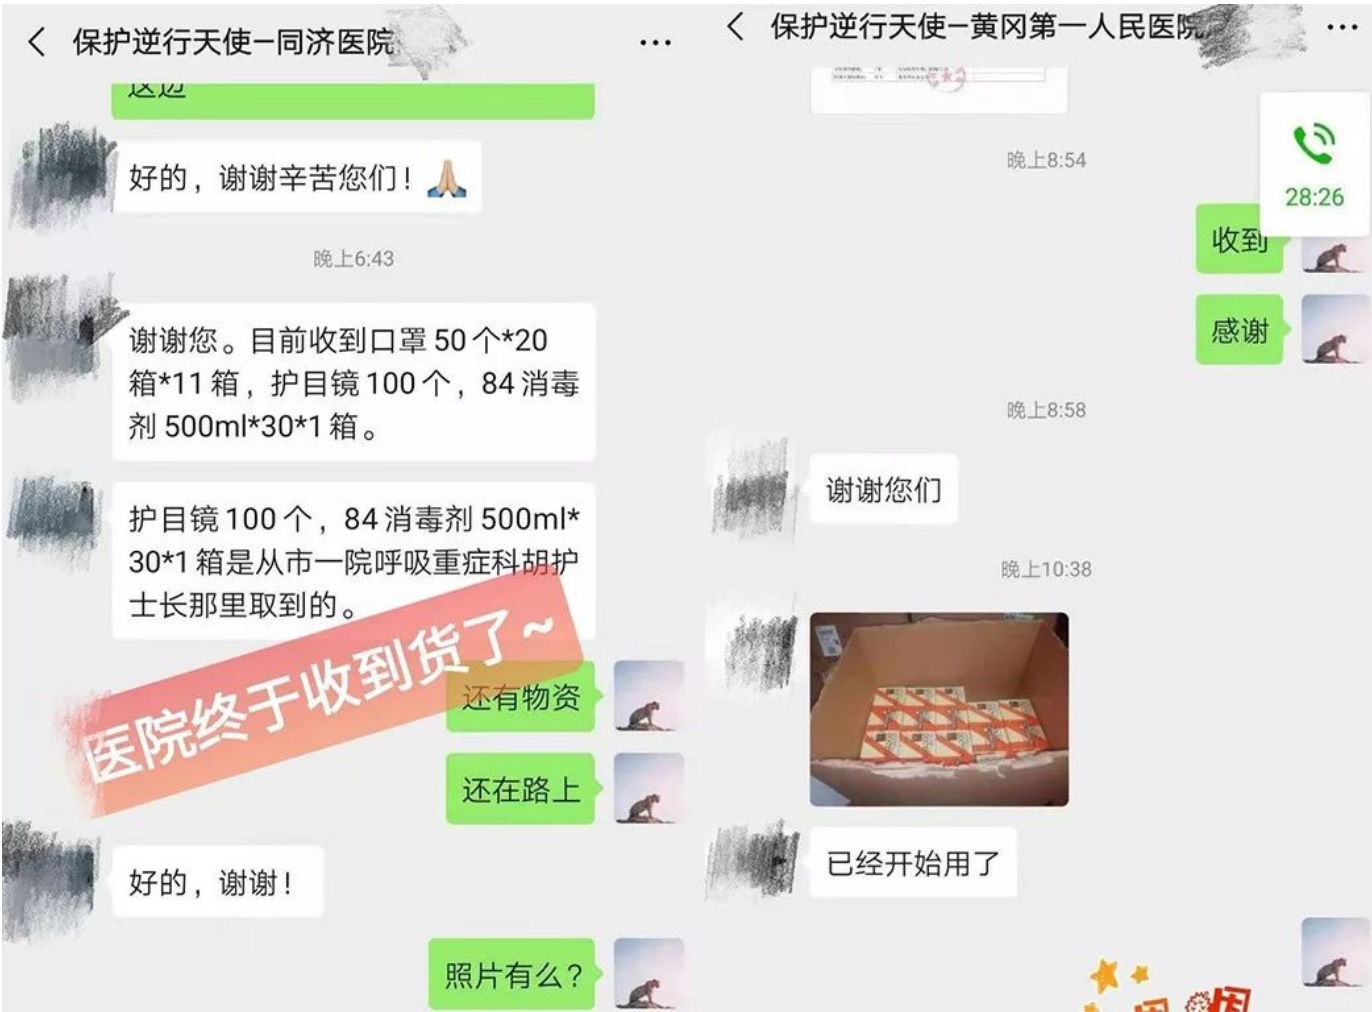 保护逆行天使–同济医院
这边
好的，谢谢辛苦您们！
晚上6:43
谢谢您。目前收到口罩 50 个*20
箱*11 箱，护目镜 100 个，84 消毒
剂 500ml*30*1 箱。
护目镜 100 个，84 消毒剂 500ml*
30*1 箱是从市一院呼吸重症科胡护
士长那里取到的。
医院终于收到货了~
还有物资
还在路上
好的，谢谢！
照片有么？
保护逆行天使–黄冈第一人民医院
晚上8:54
28:26
收到
感谢
晚上8:58
谢谢您们
晚上10:38
已经开始用了